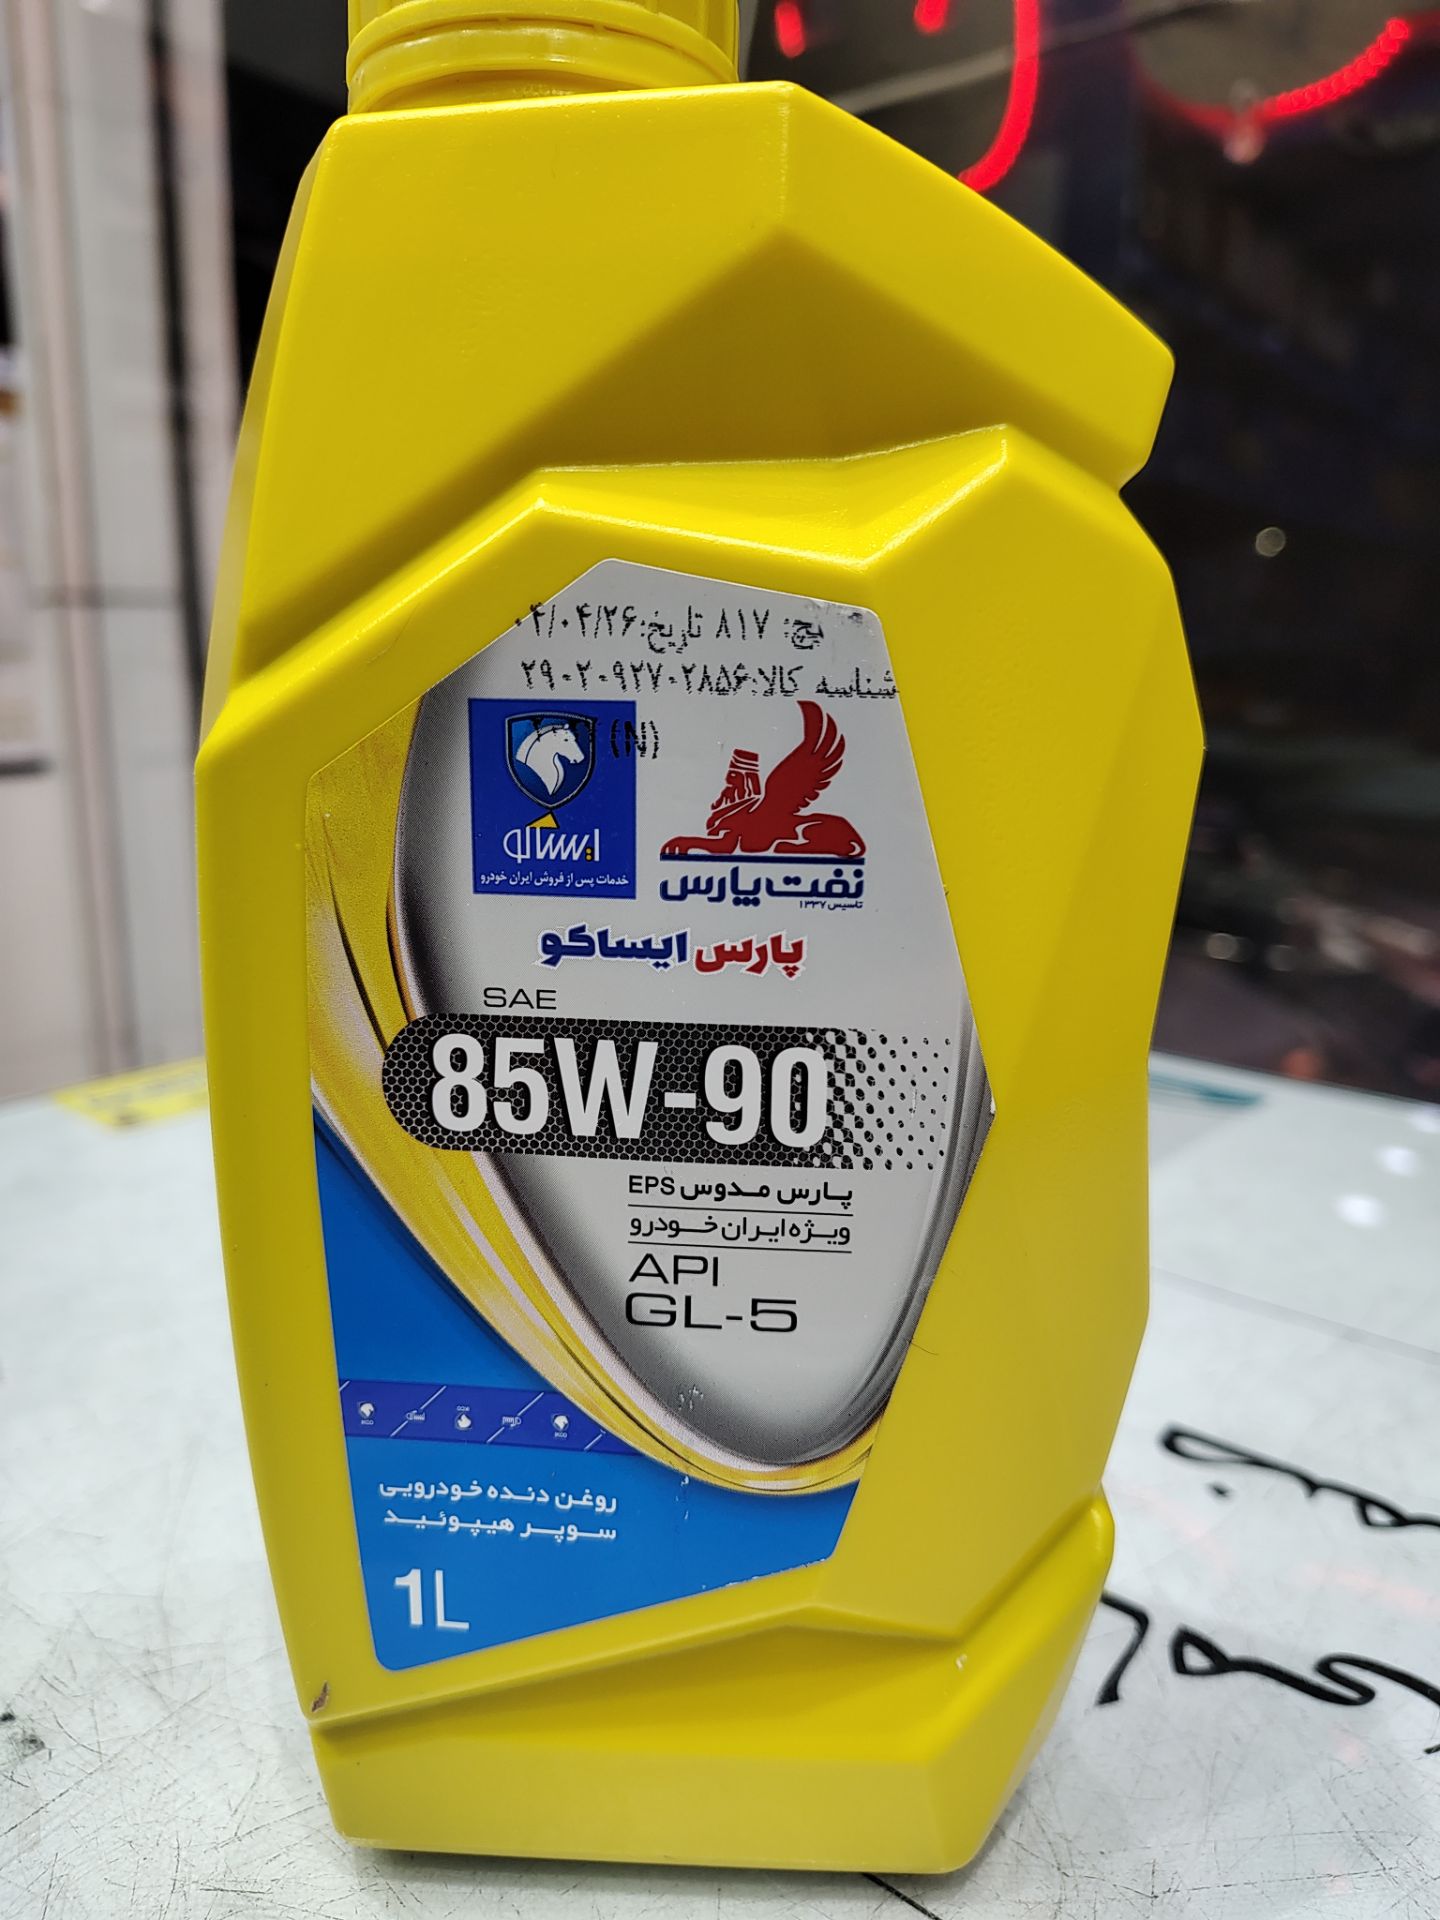 بچ: ۸۱۷ تاریخ:۰۴/۰۴/۲۶
شناسه کالا:۲۹۰۲۰۹۲۷۰۲۸۵۶
(N)
ایساکو
خدمات پس از فروش ایران خودرو
نفت پارس
تاسیس ۱۳۳۷
پارس ایساکو
SAE
85W-90
پارس مدوس EPS
ویژه ایران خودرو
API
GL-5
روغن دنده خودرویی
سوپر هیپوئید
1L